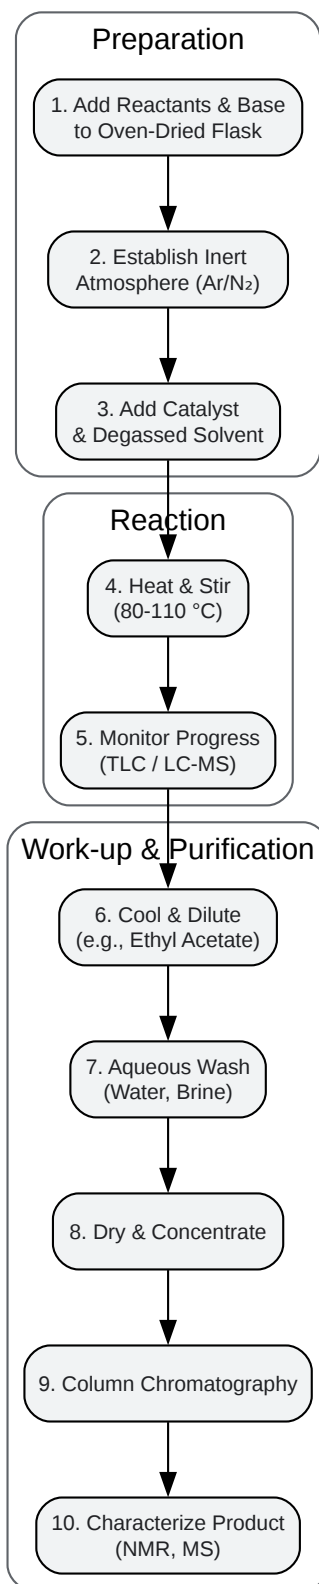 Preparation
1. Add Reactants & Base
to Oven-Dried Flask
2. Establish Inert
Atmosphere (Ar/N₂)
3. Add Catalyst
& Degassed Solvent
Reaction
4. Heat & Stir
(80-110 °C)
5. Monitor Progress
(TLC / LC-MS)
Work-up & Purification
6. Cool & Dilute
(e.g., Ethyl Acetate)
7. Aqueous Wash
(Water, Brine)
8. Dry & Concentrate
9. Column Chromatography
10. Characterize Product
(NMR, MS)